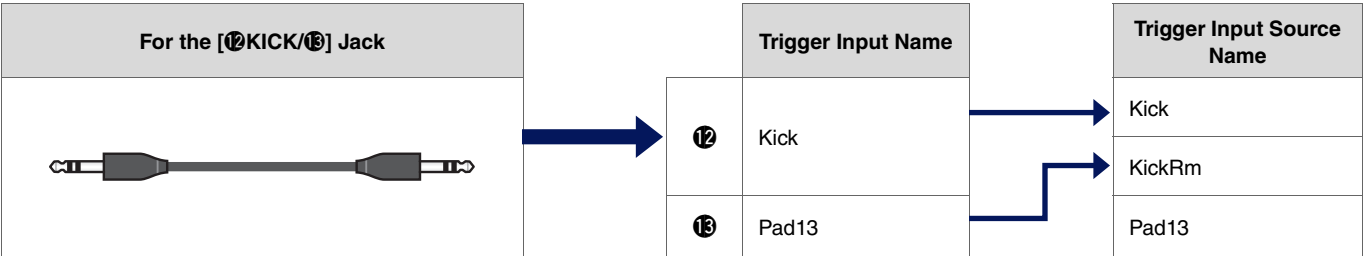 For the [⓬KICK/⓭] Jack
Trigger Input Name
Trigger Input Source
Name
⓬
Kick
Kick
KickRm
⓭
Pad13
Pad13